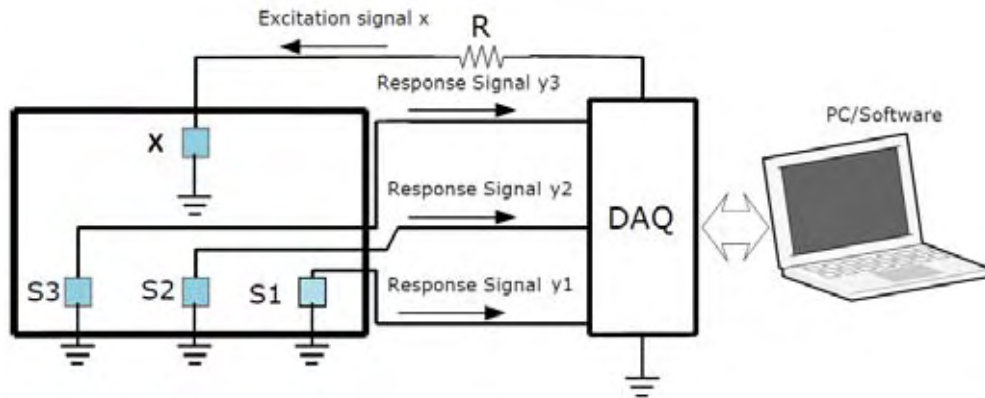 Excitation signal x
R
Response Signal y3
PC/Software
X
Response Signal y2
DAQ
S3
S2
S1
Response Signal y1